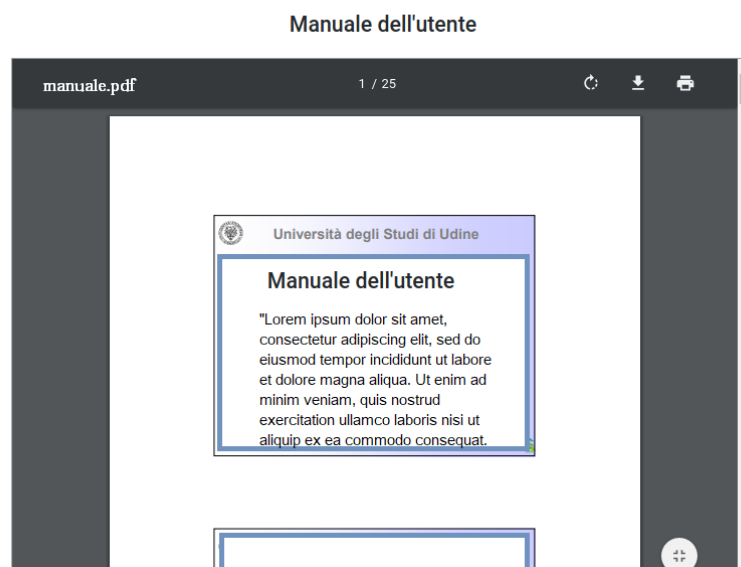 Manuale dell'utente
manuale.pdf
1 / 25
Università degli Studi di Udine
Manuale dell'utente
"Lorem ipsum dolor sit amet,
consectetur adipiscing elit, sed do
eiusmod tempor incididunt ut labore
et dolore magna aliqua. Ut enim ad
minim veniam, quis nostrud
exercitation ullamco laboris nisi ut
aliquip ex ea commodo consequat.